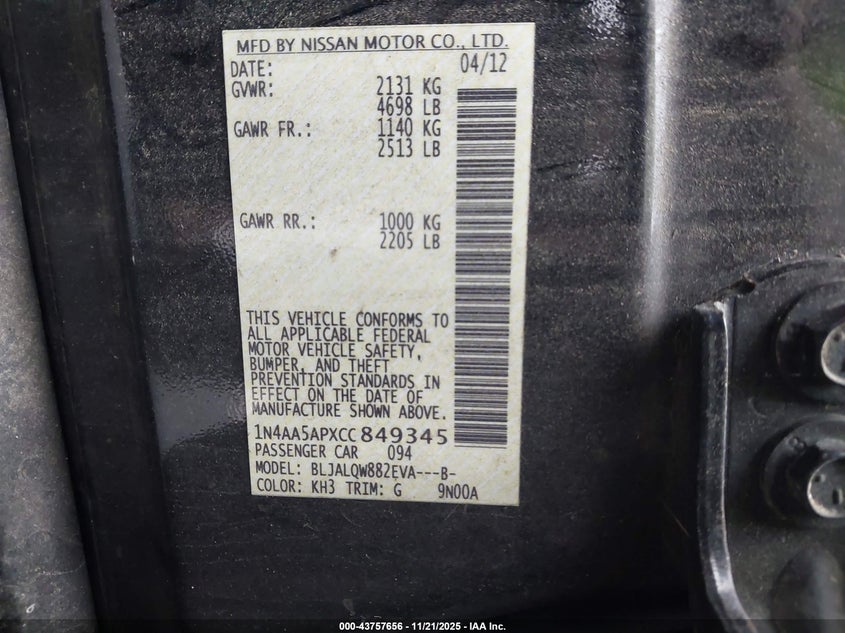 MFD BY NISSAN MOTOR CO., LTD.
DATE: 04/12
GVWR: 2131 KG
4698 LB
GAWR FR.: 1140 KG
2513 LB
GAWR RR.: 1000 KG
2205 LB
THIS VEHICLE CONFORMS TO
ALL APPLICABLE FEDERAL
MOTOR VEHICLE SAFETY,
BUMPER, AND THEFT
PREVENTION STANDARDS IN
EFFECT ON THE DATE OF
MANUFACTURE SHOWN ABOVE.
1N4AA5APXCC849345
PASSENGER CAR 094
MODEL: BLJALQW882EVA---B-
COLOR: KH3 TRIM: G 9N00A
000-43757656 - 11/21/2025 - IAA Inc.